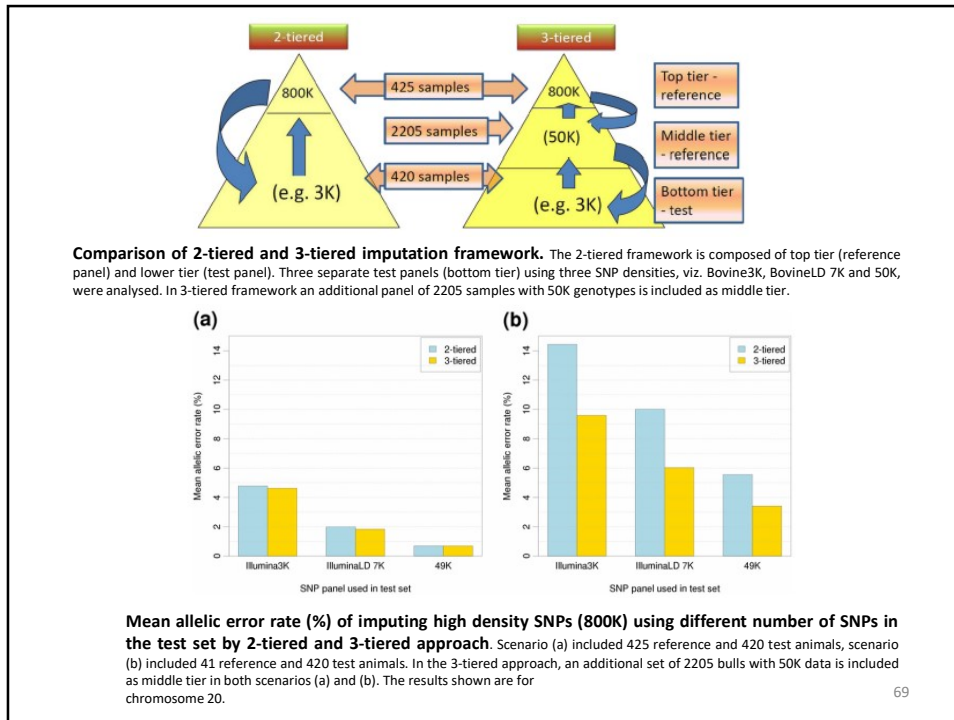 2-tiered
3-tiered
800K
425 samples
800K
Top tier -
reference
2205 samples
(50K)
Middle tier
- reference
(e.g. 3K)
420 samples
(e.g. 3K)
Bottom tier
- test
Comparison of 2-tiered and 3-tiered imputation framework. The 2-tiered framework is composed of top tier (reference
panel) and lower tier (test panel). Three separate test panels (bottom tier) using three SNP densities, viz. Bovine3K, BovineLD 7K and 50K,
were analysed. In 3-tiered framework an additional panel of 2205 samples with 50K genotypes is included as middle tier.
(a)
Mean allelic error rate (%)
14
12
10
8
6
4
2
0
2-tiered
3-tiered
Illumina3K
IlluminaLD 7K
49K
SNP panel used in test set
(b)
Mean allelic error rate (%)
14
12
10
8
6
4
2
0
2-tiered
3-tiered
Illumina3K
IlluminaLD 7K
49K
SNP panel used in test set
Mean allelic error rate (%) of imputing high density SNPs (800K) using different number of SNPs in
the test set by 2-tiered and 3-tiered approach. Scenario (a) included 425 reference and 420 test animals, scenario
(b) included 41 reference and 420 test animals. In the 3-tiered approach, an additional set of 2205 bulls with 50K data is included
as middle tier in both scenarios (a) and (b). The results shown are for
chromosome 20.
69